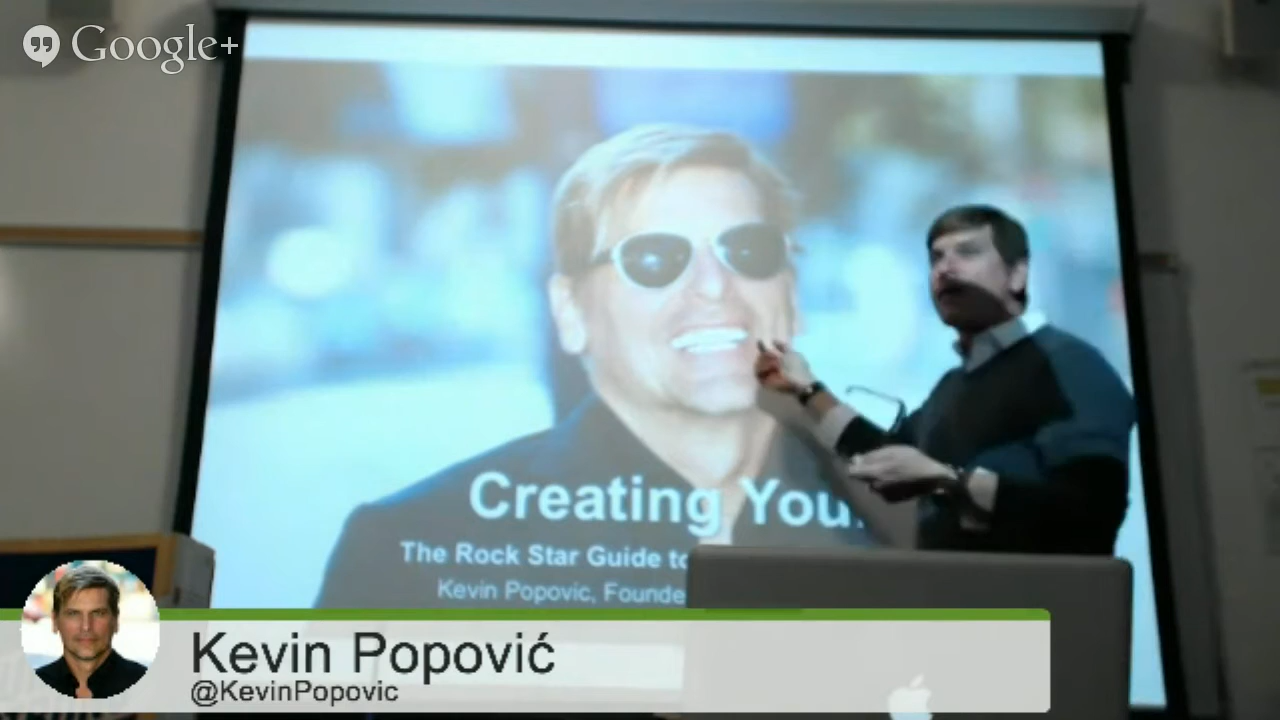 Google+
Creating You
The Rock Star Guide to
Kevin Popovic, Founde
Kevin Popović
@KevinPopovic